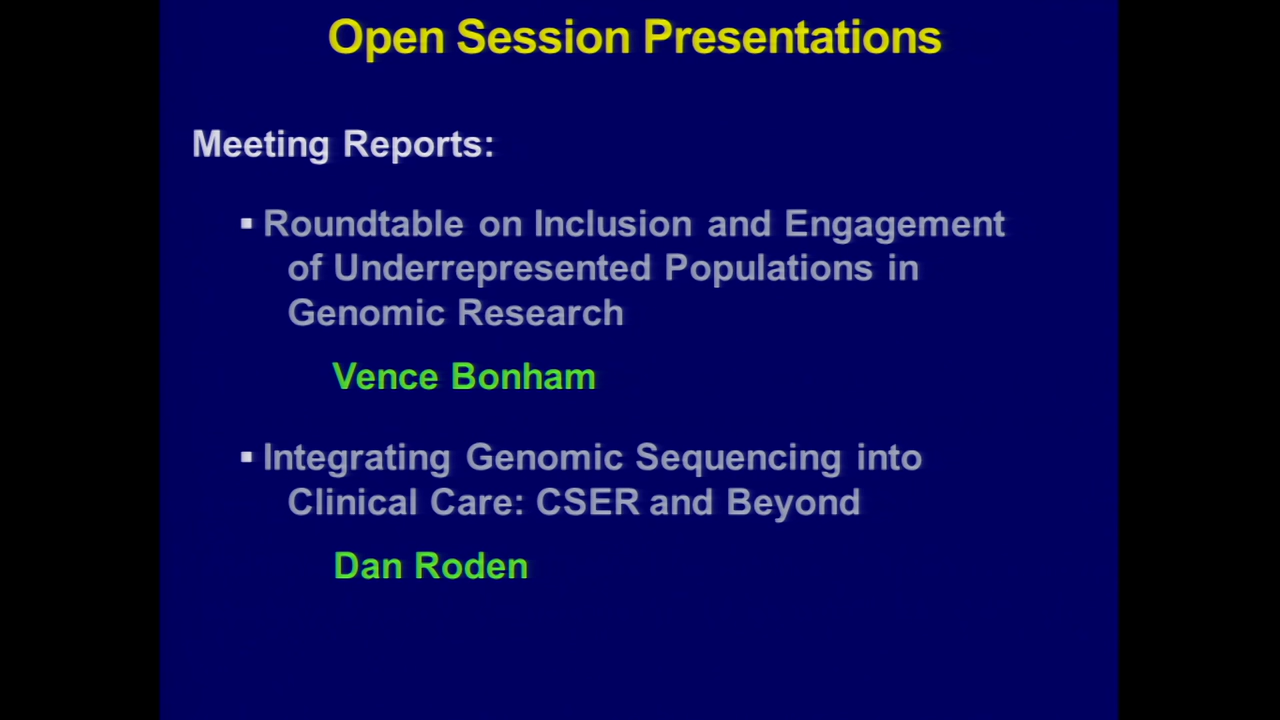 Open Session Presentations
Meeting Reports:
▪ Roundtable on Inclusion and Engagement
of Underrepresented Populations in
Genomic Research
Vence Bonham
▪ Integrating Genomic Sequencing into
Clinical Care: CSER and Beyond
Dan Roden